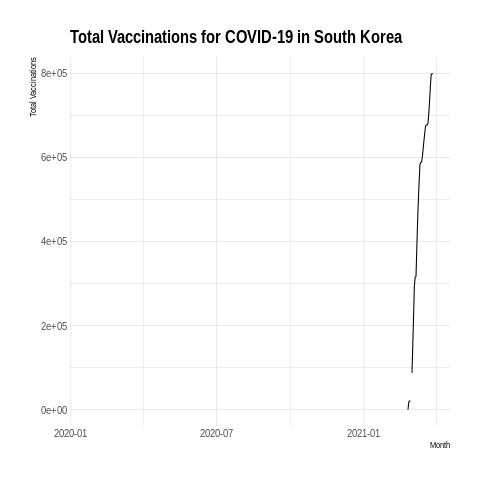 Total Vaccinations for COVID-19 in South Korea
Total Vaccinations
8e+05
6e+05
4e+05
2e+05
0e+00
2020-01
2020-07
2021-01
Month